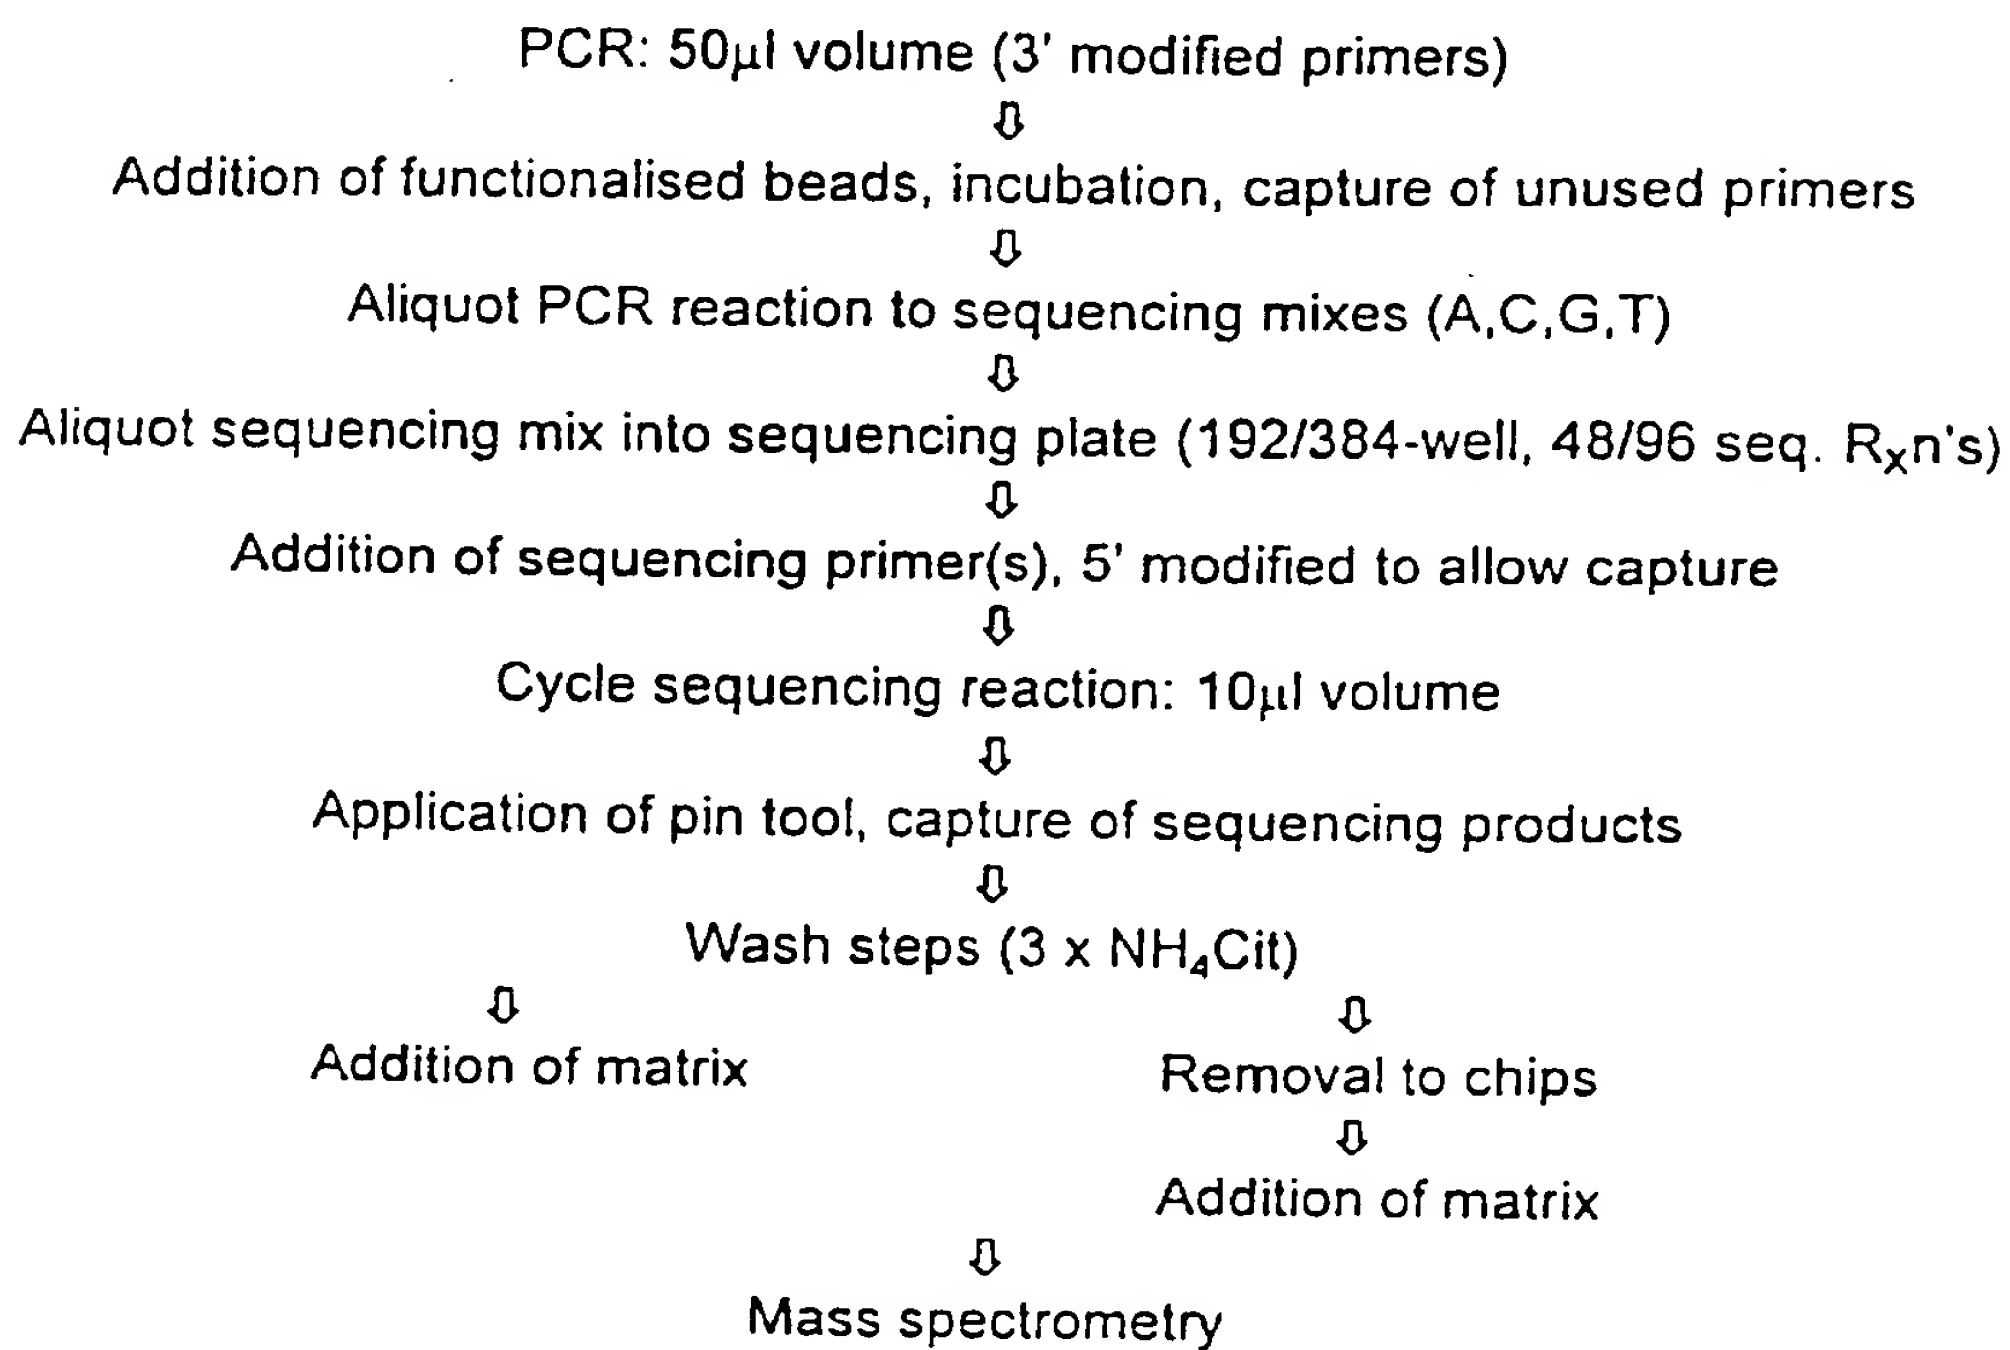 PCR: 50µl volume (3' modified primers)
⇩
Addition of functionalised beads, incubation, capture of unused primers
⇩
Aliquot PCR reaction to sequencing mixes (A,C,G,T)
⇩
Aliquot sequencing mix into sequencing plate (192/384-well, 48/96 seq. Rₓn's)
⇩
Addition of sequencing primer(s), 5' modified to allow capture
⇩
Cycle sequencing reaction: 10µl volume
⇩
Application of pin tool, capture of sequencing products
⇩
Wash steps (3 x NH₄Cit)
⇩ ⇩
Addition of matrix
Removal to chips
⇩
Addition of matrix
⇩
Mass spectrometry